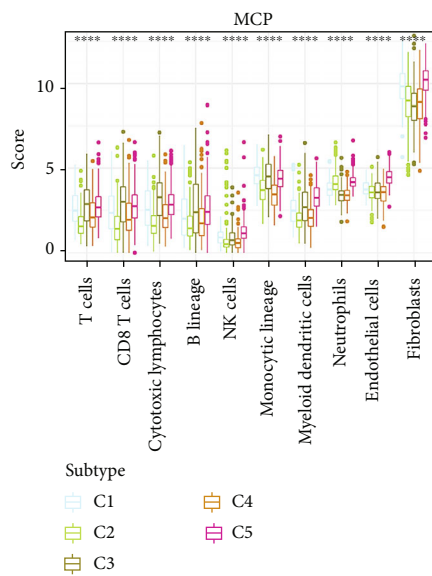 MCP
**** **** **** **** **** **** **** **** **** ****
Score
10
5
0
T cells
CD8 T cells
Cytotoxic lymphocytes
B lineage
NK cells
Monocytic lineage
Myeloid dendritic cells
Neutrophils
Endothelial cells
Fibroblasts
Subtype
C1
C4
C2
C5
C3